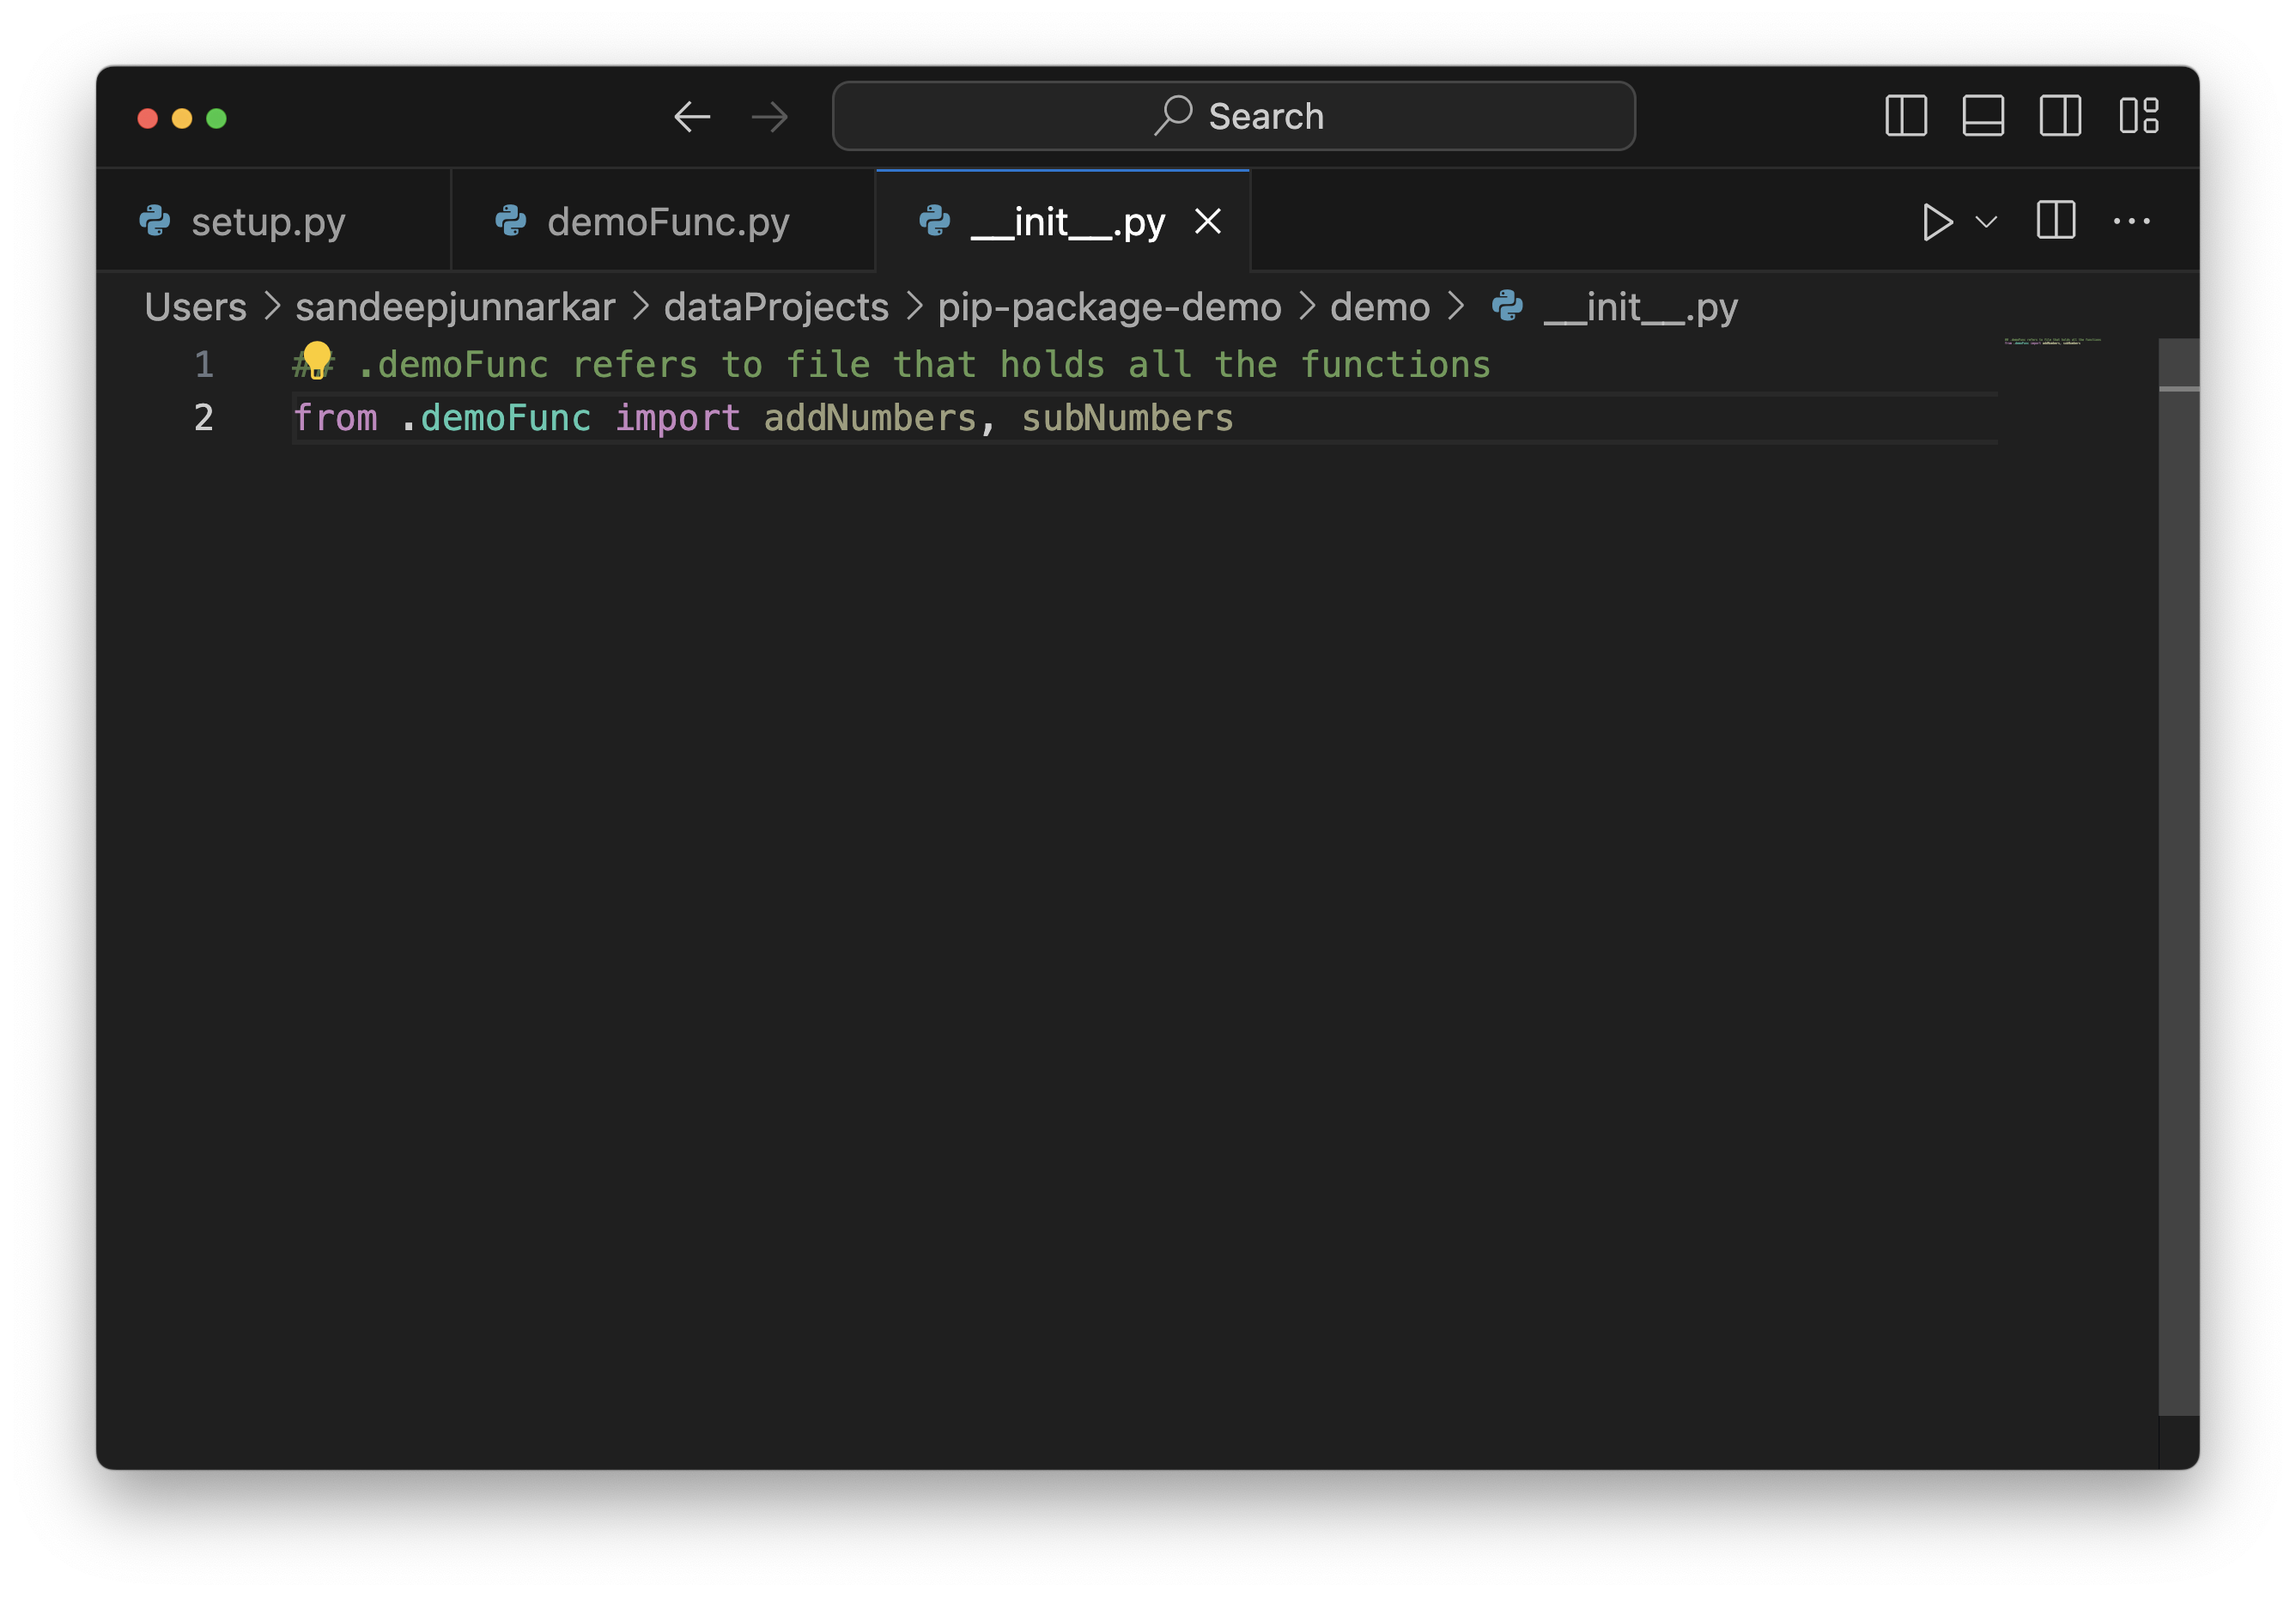 Search
setup.py
demoFunc.py
__init__.py
Users > sandeepjunnarkar > dataProjects > pip-package-demo > demo > __init__.py
1 ## .demoFunc refers to file that holds all the functions
2 from .demoFunc import addNumbers, subNumbers